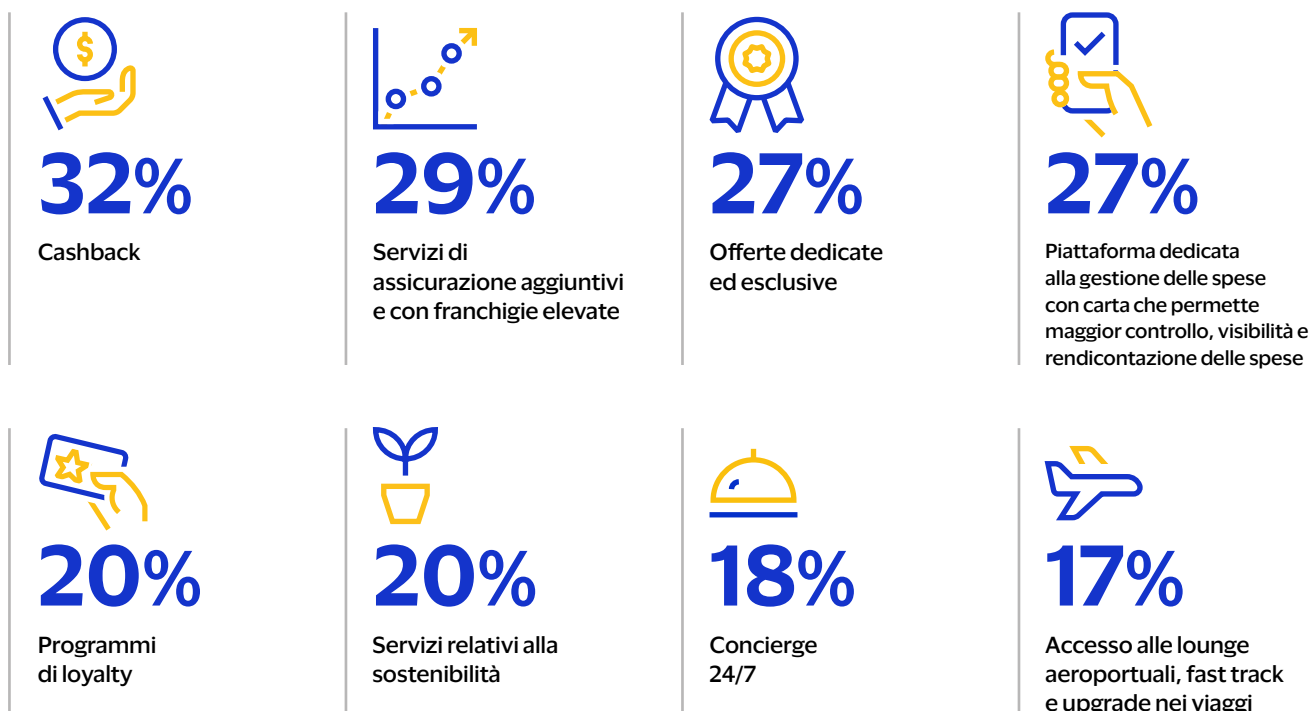 $
32%
Cashback
29%
Servizi di
assicurazione aggiuntivi
e con franchigie elevate
27%
Offerte dedicate
ed esclusive
27%
Piattaforma dedicata
alla gestione delle spese
con carta che permette
maggior controllo, visibilità e
rendicontazione delle spese
20%
Programmi
di loyalty
20%
Servizi relativi alla
sostenibilità
18%
Concierge
24/7
17%
Accesso alle lounge
aeroportuali, fast track
e upgrade nei viaggi